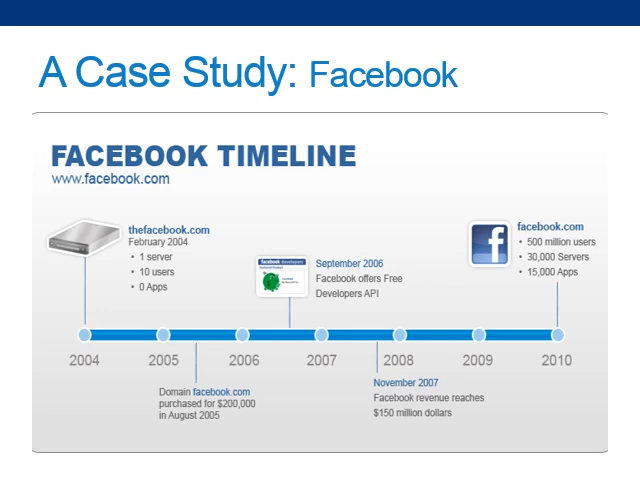 A Case Study: Facebook
FACEBOOK TIMELINE
www.facebook.com
thefacebook.com
February 2004
• 1 server
• 10 users
• 0 Apps
facebook developers
September 2006
Facebook offers Free
Developers API
facebook.com
• 500 million users
• 30,000 Servers
• 15,000 Apps
2004 2005 2006 2007 2008 2009 2010
Domain facebook.com
purchased for $200,000
in August 2005
November 2007
Facebook revenue reaches
$150 million dollars